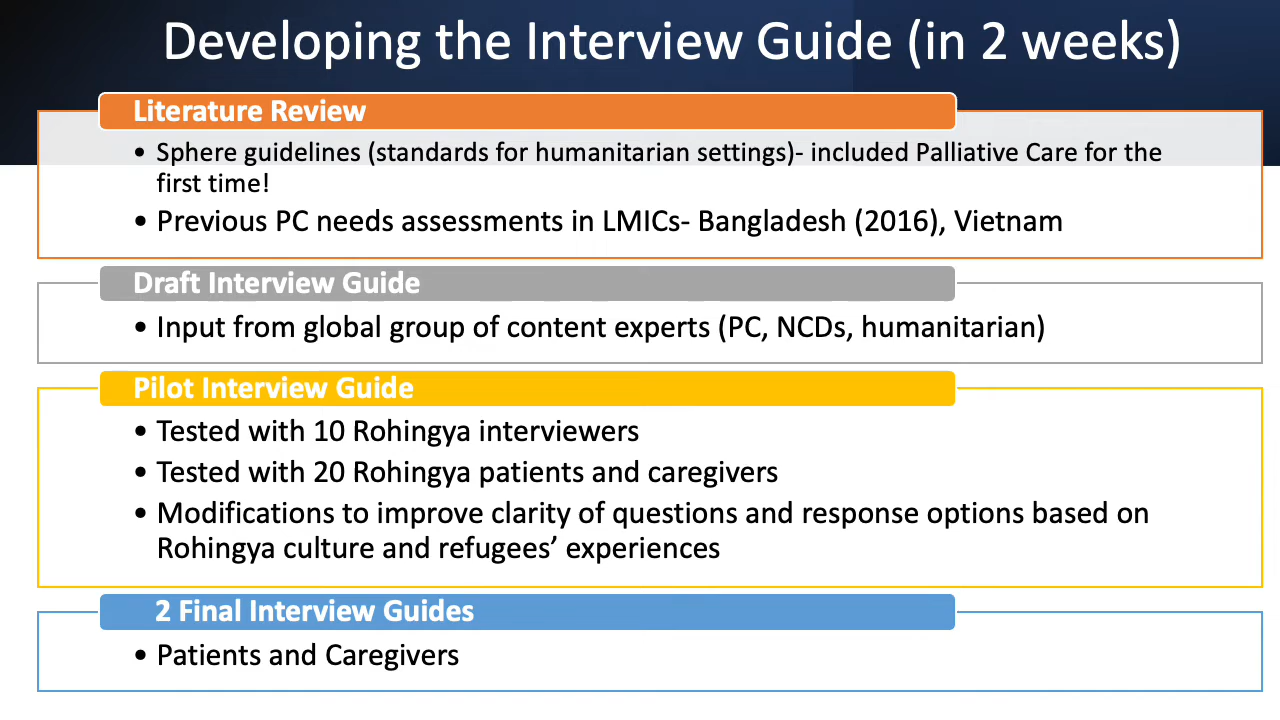 Developing the Interview Guide (in 2 weeks)
Literature Review
• Sphere guidelines (standards for humanitarian settings)- included Palliative Care for the
first time!
• Previous PC needs assessments in LMICs- Bangladesh (2016), Vietnam
Draft Interview Guide
• Input from global group of content experts (PC, NCDs, humanitarian)
Pilot Interview Guide
• Tested with 10 Rohingya interviewers
• Tested with 20 Rohingya patients and caregivers
• Modifications to improve clarity of questions and response options based on
Rohingya culture and refugees’ experiences
2 Final Interview Guides
• Patients and Caregivers